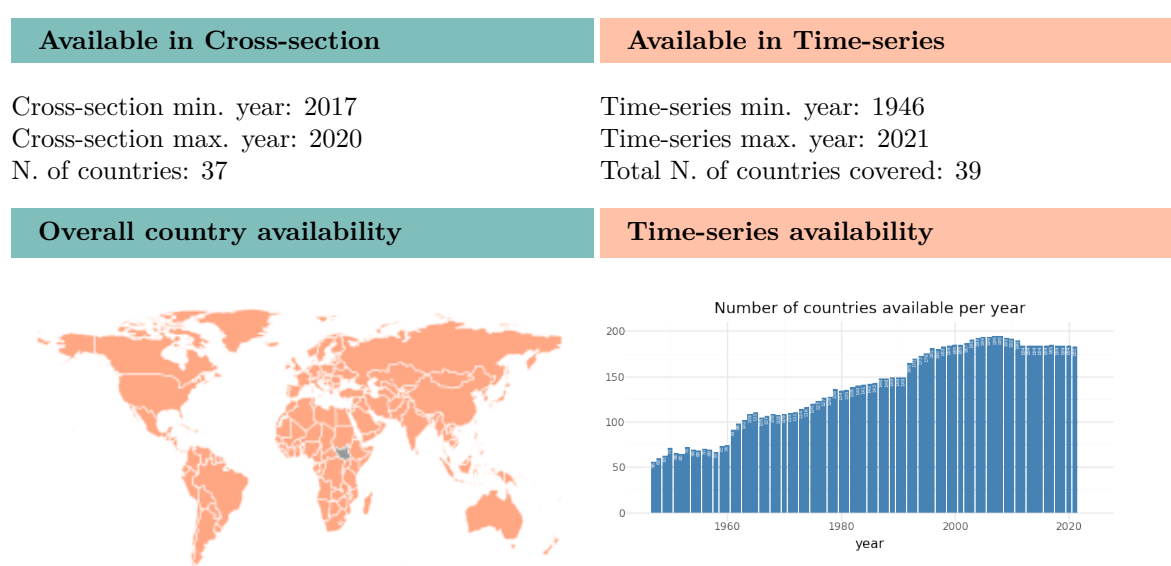 Available in Cross-section
Available in Time-series
Cross-section min. year: 2017
Cross-section max. year: 2020
N. of countries: 37
Time-series min. year: 1946
Time-series max. year: 2021
Total N. of countries covered: 39
Overall country availability
Time-series availability
Number of countries available per year
200
150
100
50
0
1960
1980
2000
2020
year